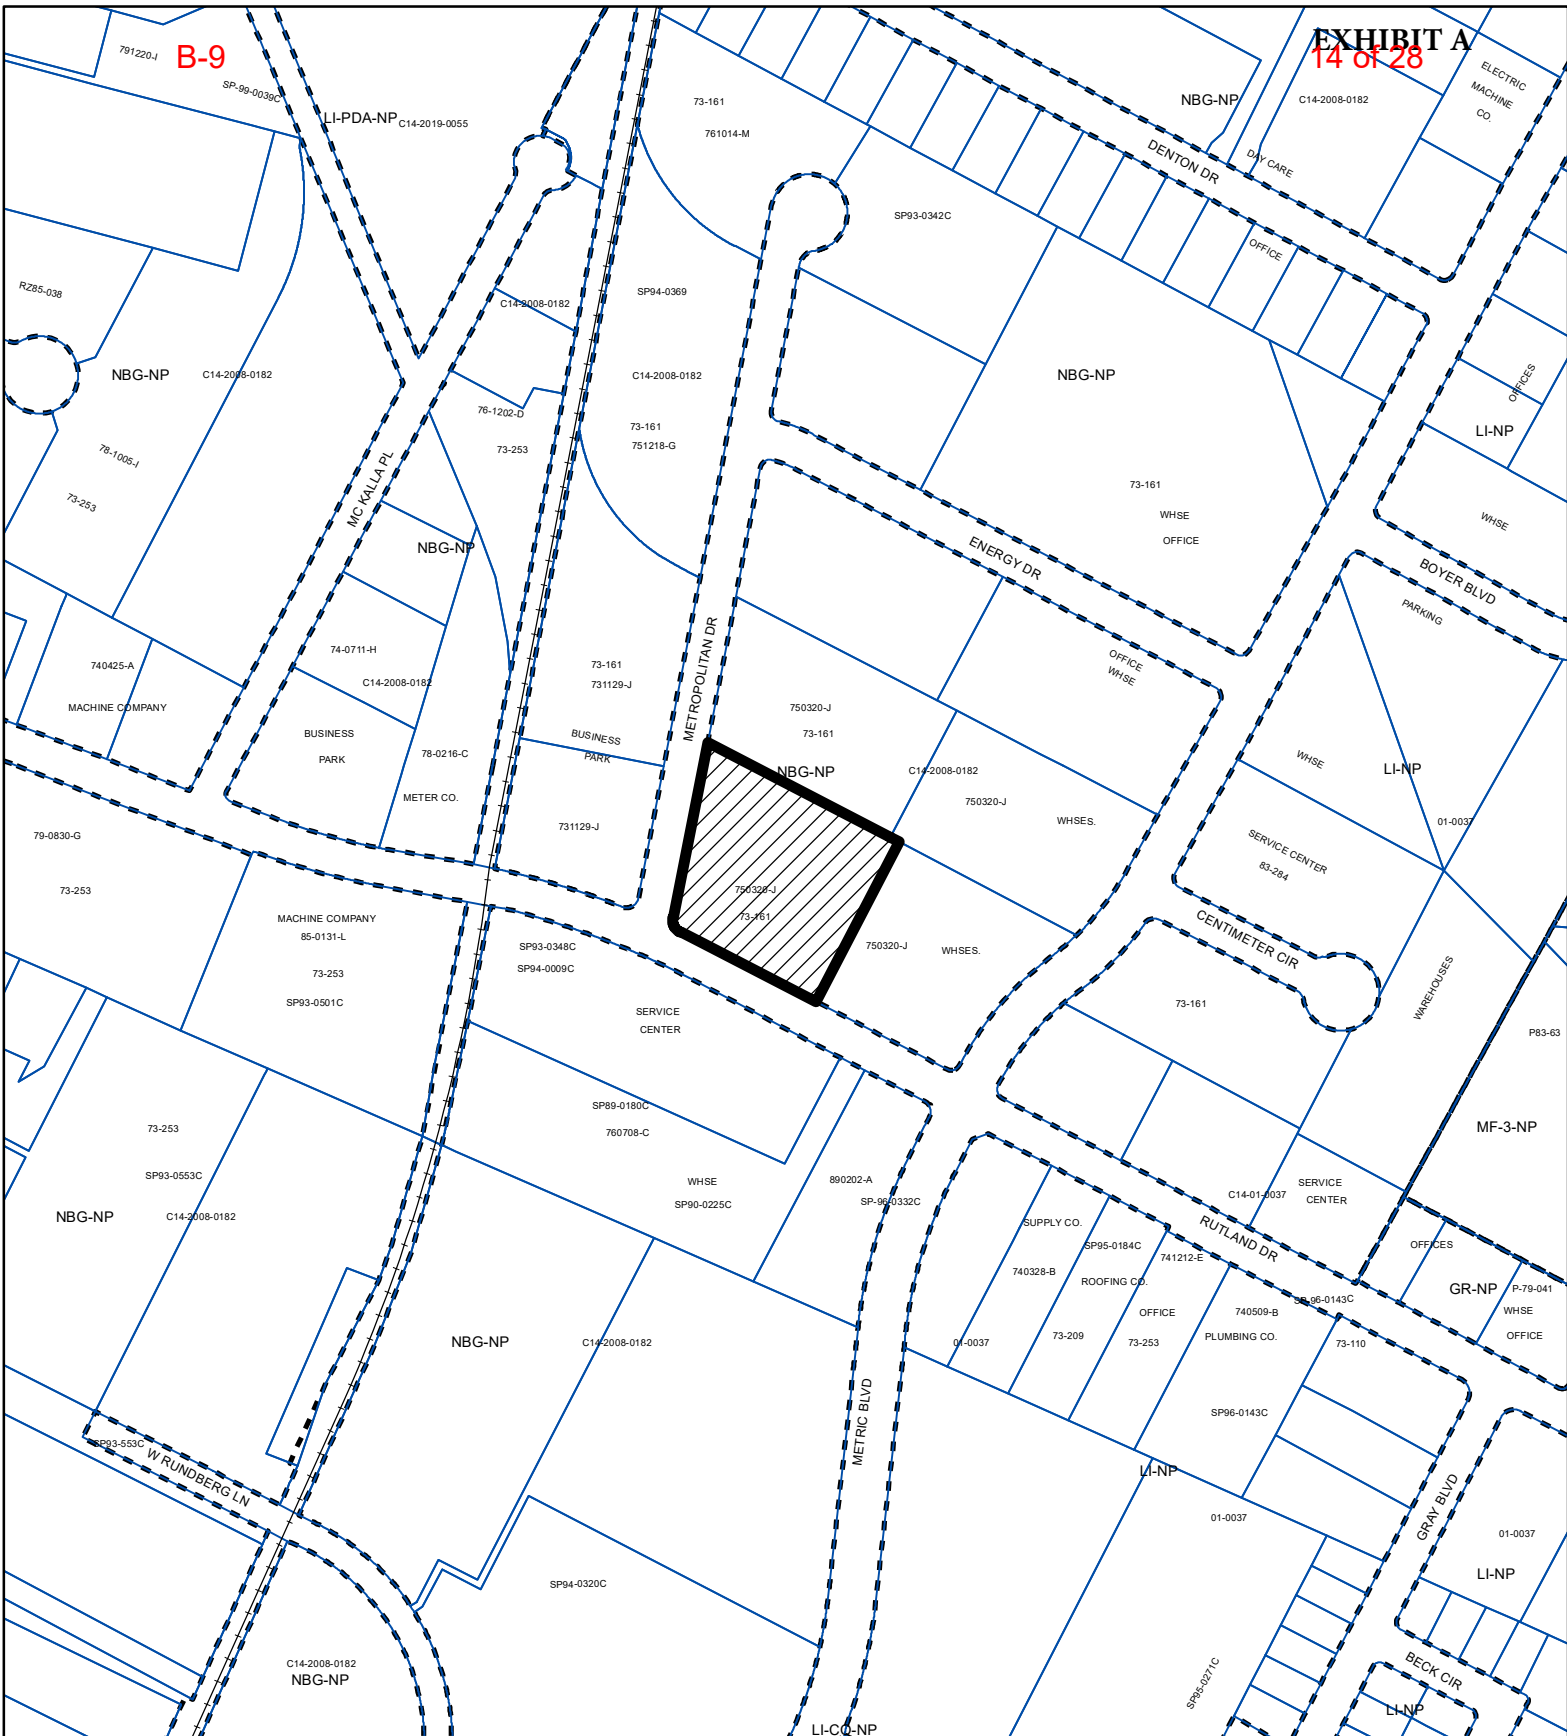 EXHIBIT A
B-9
14 of 28
791220-I
SP-99-0039C
LI-PDA-NP
C14-2019-0055
73-161
761014-M
NBG-NP
C14-2008-0182
ELECTRIC
MACHINE
CO.
DENTON DR
DAY CARE
SP93-0342C
OFFICE
RZ85-038
C14-2008-0182
SP94-0369
NBG-NP
C14-2008-0182
C14-2008-0182
NBG-NP
OFFICES
76-1202-D
73-253
73-161
751218-G
LI-NP
78-1005-I
73-253
MC KALLA PL
73-161
WHSE
OFFICE
WHSE
NBG-NP
ENERGY DR
BOYER BLVD
PARKING
74-0711-H
C14-2008-0182
740425-A
MACHINE COMPANY
73-161
731129-J
METROPOLITAN DR
OFFICE
WHSE
750320-J
73-161
BUSINESS
PARK
78-0216-C
METER CO.
BUSINESS
PARK
NBG-NP
C14-2008-0182
750320-J
WHSES.
WHSE
LI-NP
01-0037
79-0830-G
731129-J
SERVICE CENTER
83-284
73-253
750320-J
73-161
MACHINE COMPANY
85-0131-L
73-253
SP93-0501C
SP93-0348C
SP94-0009C
750320-J
WHSES.
CENTIMETER CIR
WAREHOUSES
SERVICE
CENTER
73-161
P83-63
SP89-0180C
760708-C
73-253
MF-3-NP
SP93-0553C
NBG-NP
C14-2008-0182
WHSE
SP90-0225C
890202-A
SP-96-0332C
C14-01-0037
SERVICE
CENTER
SUPPLY CO.
SP95-0184C
741212-E
RUTLAND DR
OFFICES
740328-B
ROOFING CO.
OFFICE
740509-B
SP-96-0143C
GR-NP
P-79-041
WHSE
OFFICE
NBG-NP
C14-2008-0182
01-0037
73-209
73-253
PLUMBING CO.
73-110
METRIC BLVD
SP96-0143C
SP93-553C
W RUNDBERG LN
LI-NP
01-0037
GRAY BLVD
01-0037
LI-NP
SP94-0320C
C14-2008-0182
NBG-NP
SP95-0271C
BECK CIR
LI-NP
LI-CO-NP